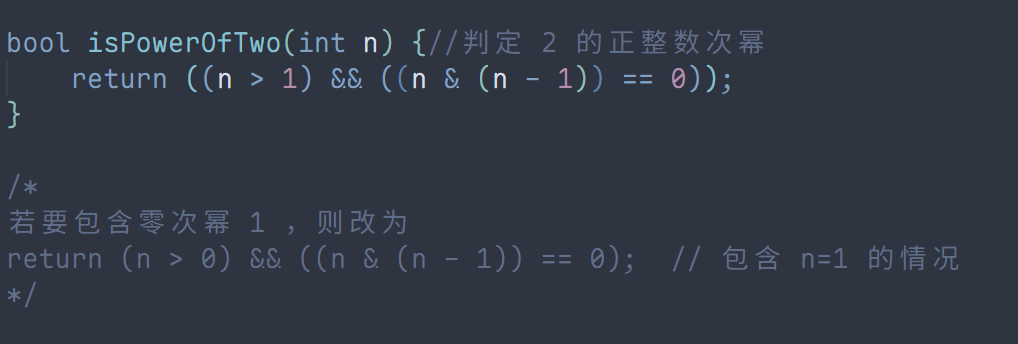 bool isPowerOfTwo(int n) {//判定 2 的正整数次幂
    return ((n > 1) && ((n & (n - 1)) == 0));
}
/*
若要包含零次幂 1 ，则改为
return (n > 0) && ((n & (n - 1)) == 0);  // 包含 n=1 的情况
*/